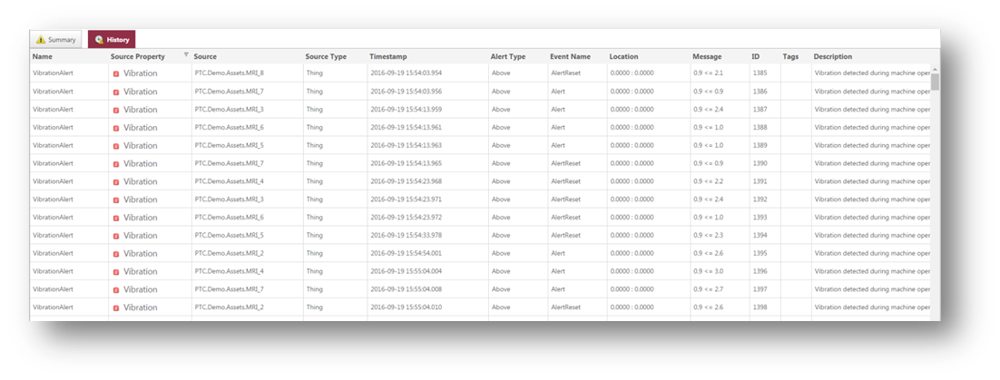 Summary History
Name Source Property Source Source Type Timestamp Alert Type Event Name Location Message ID Tags Description
VibrationAlert Vibration PTC.Demo.Assets.MRI_8 Thing 2016-09-19 15:54:03.954 Above AlertReset 0.0000 : 0.0000 0.9 <= 2.1 1385 Vibration detected during machine oper
VibrationAlert Vibration PTC.Demo.Assets.MRI_7 Thing 2016-09-19 15:54:03.956 Above Alert 0.0000 : 0.0000 0.9 <= 0.9 1386 Vibration detected during machine oper
VibrationAlert Vibration PTC.Demo.Assets.MRI_3 Thing 2016-09-19 15:54:13.959 Above Alert 0.0000 : 0.0000 0.9 <= 2.4 1387 Vibration detected during machine oper
VibrationAlert Vibration PTC.Demo.Assets.MRI_6 Thing 2016-09-19 15:54:13.961 Above Alert 0.0000 : 0.0000 0.9 <= 1.0 1388 Vibration detected during machine oper
VibrationAlert Vibration PTC.Demo.Assets.MRI_5 Thing 2016-09-19 15:54:13.963 Above Alert 0.0000 : 0.0000 0.9 <= 1.0 1389 Vibration detected during machine oper
VibrationAlert Vibration PTC.Demo.Assets.MRI_7 Thing 2016-09-19 15:54:13.965 Above AlertReset 0.0000 : 0.0000 0.9 <= 0.9 1390 Vibration detected during machine oper
VibrationAlert Vibration PTC.Demo.Assets.MRI_4 Thing 2016-09-19 15:54:23.968 Above AlertReset 0.0000 : 0.0000 0.9 <= 2.2 1391 Vibration detected during machine oper
VibrationAlert Vibration PTC.Demo.Assets.MRI_3 Thing 2016-09-19 15:54:23.971 Above AlertReset 0.0000 : 0.0000 0.9 <= 2.4 1392 Vibration detected during machine oper
VibrationAlert Vibration PTC.Demo.Assets.MRI_6 Thing 2016-09-19 15:54:23.972 Above AlertReset 0.0000 : 0.0000 0.9 <= 1.0 1393 Vibration detected during machine oper
VibrationAlert Vibration PTC.Demo.Assets.MRI_5 Thing 2016-09-19 15:54:33.978 Above AlertReset 0.0000 : 0.0000 0.9 <= 2.3 1394 Vibration detected during machine oper
VibrationAlert Vibration PTC.Demo.Assets.MRI_2 Thing 2016-09-19 15:54:54.001 Above Alert 0.0000 : 0.0000 0.9 <= 2.6 1395 Vibration detected during machine oper
VibrationAlert Vibration PTC.Demo.Assets.MRI_4 Thing 2016-09-19 15:55:04.004 Above Alert 0.0000 : 0.0000 0.9 <= 3.0 1396 Vibration detected during machine oper
VibrationAlert Vibration PTC.Demo.Assets.MRI_7 Thing 2016-09-19 15:55:04.008 Above Alert 0.0000 : 0.0000 0.9 <= 2.7 1397 Vibration detected during machine oper
VibrationAlert Vibration PTC.Demo.Assets.MRI_2 Thing 2016-09-19 15:55:04.010 Above AlertReset 0.0000 : 0.0000 0.9 <= 2.6 1398 Vibration detected during machine oper